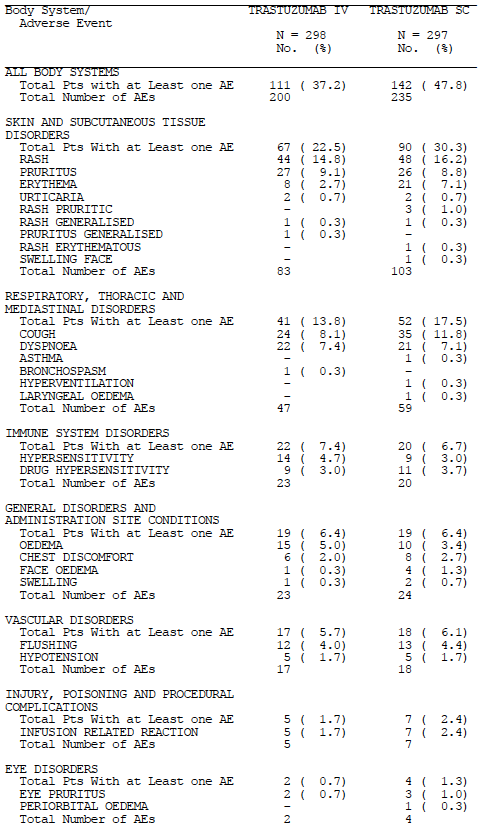 Body System/ TRASTUZUMAB IV TRASTUZUMAB SC
Adverse Event
N = 298 N = 297
No. (%) No. (%)
ALL BODY SYSTEMS
Total Pts with at Least one AE 111 ( 37.2) 142 ( 47.8)
Total Number of AEs 200 235
SKIN AND SUBCUTANEOUS TISSUE
DISORDERS
Total Pts With at Least one AE 67 ( 22.5) 90 ( 30.3)
RASH 44 ( 14.8) 48 ( 16.2)
PRURITUS 27 ( 9.1) 26 ( 8.8)
ERYTHEMA 8 ( 2.7) 21 ( 7.1)
URTICARIA 2 ( 0.7) 2 ( 0.7)
RASH PRURITIC - 3 ( 1.0)
RASH GENERALISED 1 ( 0.3) 1 ( 0.3)
PRURITUS GENERALISED 1 ( 0.3) -
RASH ERYTHEMATOUS - 1 ( 0.3)
SWELLING FACE - 1 ( 0.3)
Total Number of AEs 83 103
RESPIRATORY, THORACIC AND
MEDIASTINAL DISORDERS
Total Pts With at Least one AE 41 ( 13.8) 52 ( 17.5)
COUGH 24 ( 8.1) 35 ( 11.8)
DYSPNOEA 22 ( 7.4) 21 ( 7.1)
ASTHMA - 1 ( 0.3)
BRONCHOSPASM 1 ( 0.3) -
HYPERVENTILATION - 1 ( 0.3)
LARYNGEAL OEDEMA - 1 ( 0.3)
Total Number of AEs 47 59
IMMUNE SYSTEM DISORDERS
Total Pts With at Least one AE 22 ( 7.4) 20 ( 6.7)
HYPERSENSITIVITY 14 ( 4.7) 9 ( 3.0)
DRUG HYPERSENSITIVITY 9 ( 3.0) 11 ( 3.7)
Total Number of AEs 23 20
GENERAL DISORDERS AND
ADMINISTRATION SITE CONDITIONS
Total Pts With at Least one AE 19 ( 6.4) 19 ( 6.4)
OEDEMA 15 ( 5.0) 10 ( 3.4)
CHEST DISCOMFORT 6 ( 2.0) 8 ( 2.7)
FACE OEDEMA 1 ( 0.3) 4 ( 1.3)
SWELLING 1 ( 0.3) 2 ( 0.7)
Total Number of AEs 23 24
VASCULAR DISORDERS
Total Pts With at Least one AE 17 ( 5.7) 18 ( 6.1)
FLUSHING 12 ( 4.0) 13 ( 4.4)
HYPOTENSION 5 ( 1.7) 5 ( 1.7)
Total Number of AEs 17 18
INJURY, POISONING AND PROCEDURAL
COMPLICATIONS
Total Pts With at Least one AE 5 ( 1.7) 7 ( 2.4)
INFUSION RELATED REACTION 5 ( 1.7) 7 ( 2.4)
Total Number of AEs 5 7
EYE DISORDERS
Total Pts With at Least one AE 2 ( 0.7) 4 ( 1.3)
EYE PRURITUS 2 ( 0.7) 3 ( 1.0)
PERIORBITAL OEDEMA - 1 ( 0.3)
Total Number of AEs 2 4